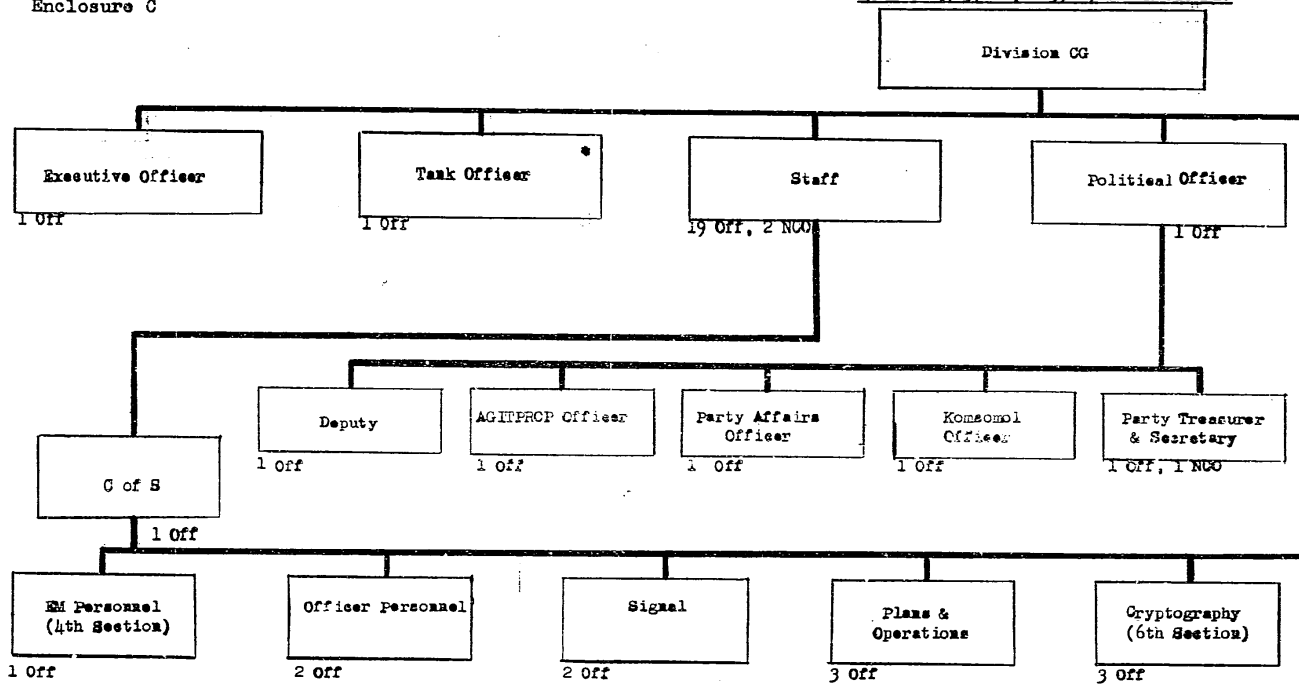 Enclosure C
Division CG
Executive Officer
1 Off
Tank Officer
*
1 Off
Staff
19 Off, 2 NCO
Political Officer
1 Off
Deputy
1 Off
AGITPROP Officer
1 Off
Party Affairs
Officer
1 Off
Komsomol
Officer
1 Off
Party Treasurer
& Secretary
1 Off, 1 NCO
C of S
1 Off
EM Personnel
(4th Section)
1 Off
Officer Personnel
2 Off
Signal
2 Off
Plans &
Operations
3 Off
Cryptography
(6th Section)
3 Off